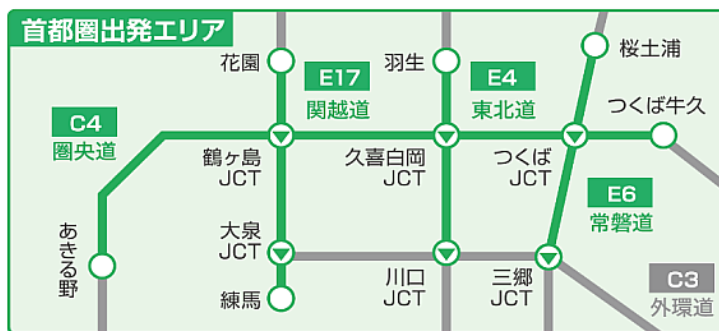 首都圏出発エリア
花園
羽生
桜土浦
E17
関越道
E4
東北道
つくば牛久
C4
圏央道
鶴ヶ島
JCT
久喜白岡
JCT
つくば
JCT
E6
常磐道
あきる野
大泉
JCT
川口
JCT
三郷
JCT
C3
外環道
練馬